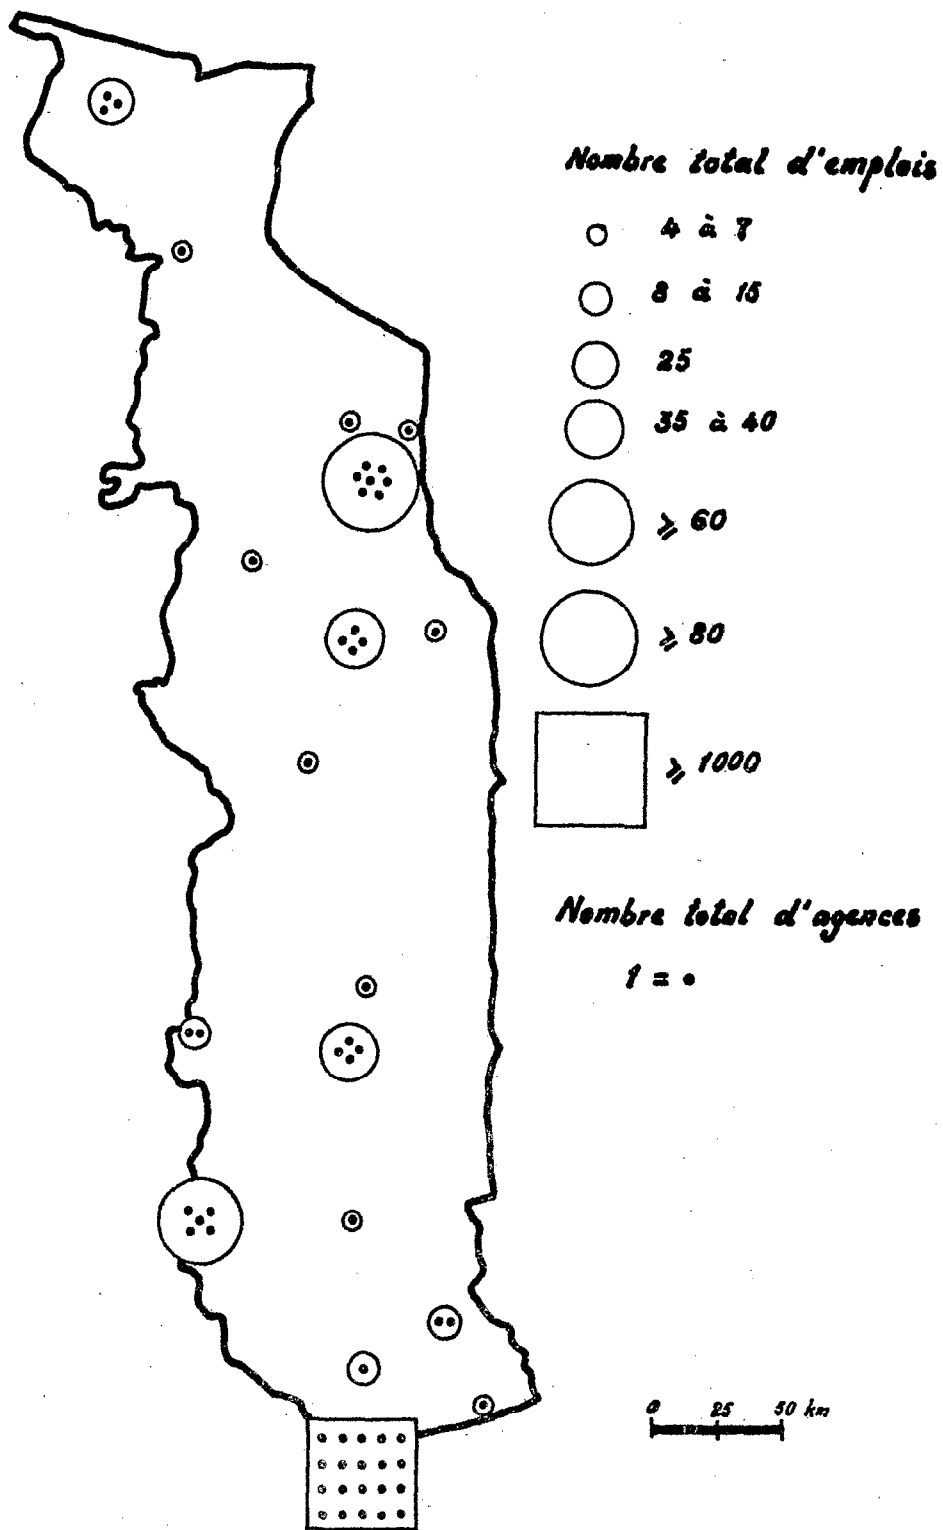 Nombre total d'emplois
4 à 7
8 à 15
25
35 à 40
⩾ 60
⩾ 80
⩾ 1000
Nombre total d'agences
1 = •
0 25 50 km